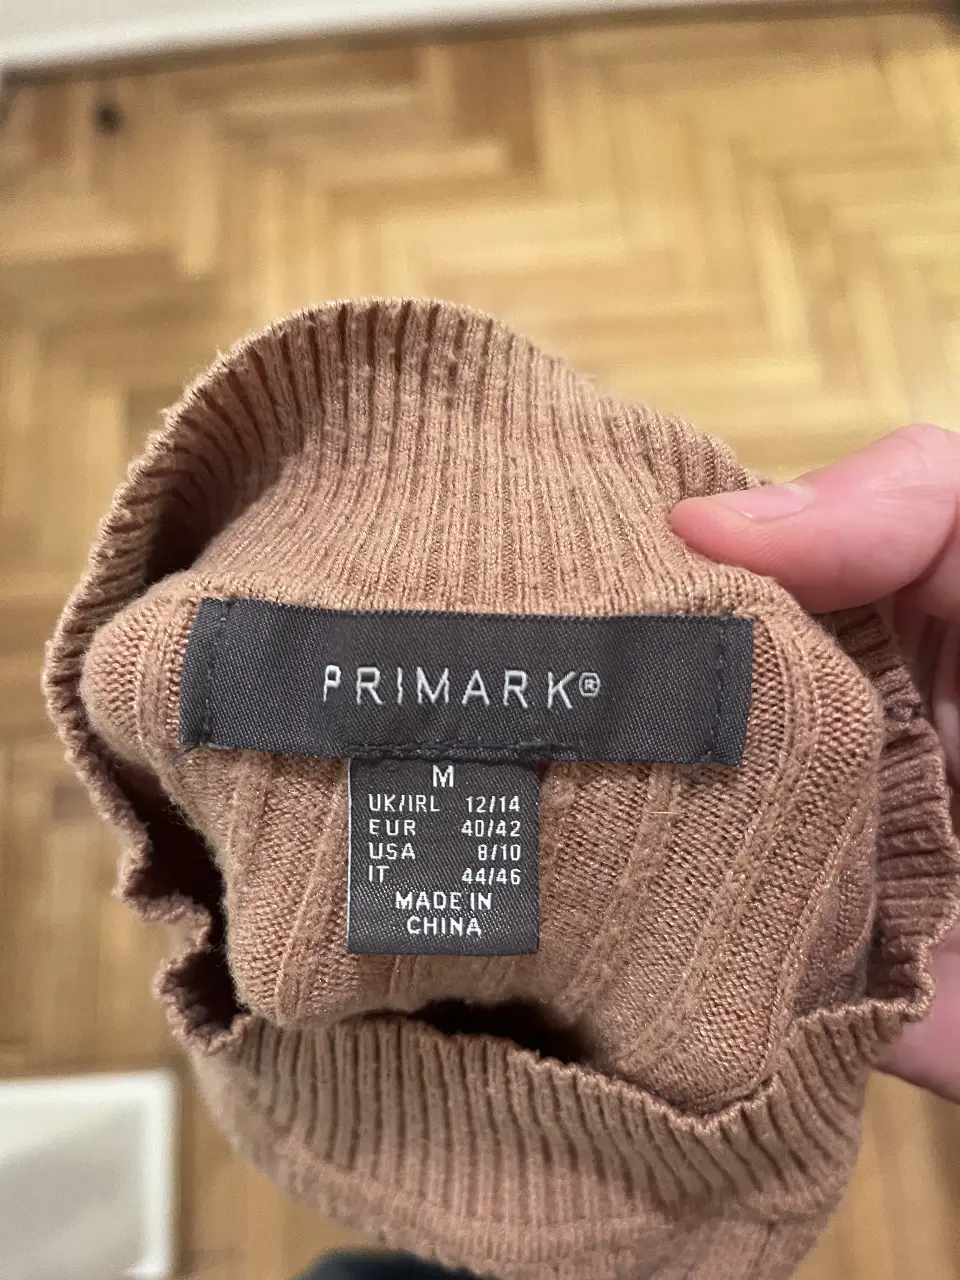 PRIMARK®
M
UK/IRL 12/14
EUR 40/42
USA 8/10
IT 44/46
MADE IN
CHINA